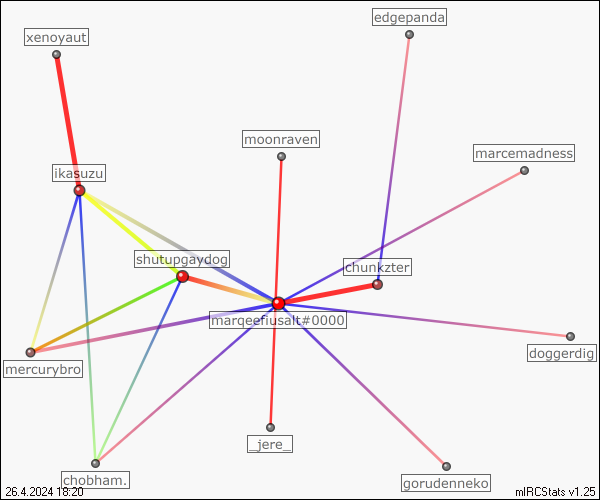 edgepanda
xenoyaut
moonraven
marcemadness
ikasuzu
shutupgaydog
chunkzter
marqeefiusalt#0000
doggerdig
mercurybro
_jere_
chobham.
gorudenneko
26.4.2024 18:20
mIRCStats v1.25